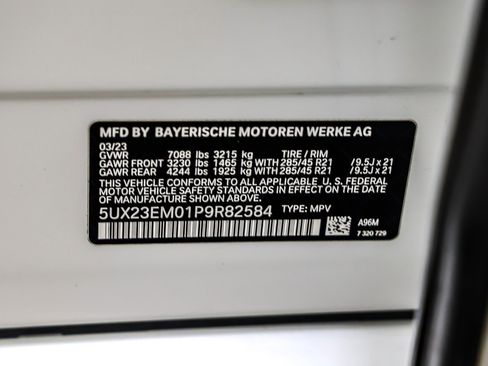 MFD BY BAYERISCHE MOTOREN WERKE AG
03/23
GVWR 7088 lbs 3215 kg TIRE / RIM
GAWR FRONT 3230 lbs 1465 kg WITH 285/45 R21 / 9.5J x 21
GAWR REAR 4244 lbs 1925 kg WITH 285/45 R21 / 9.5J x 21
THIS VEHICLE CONFORMS TO ALL APPLICABLE U. S. FEDERAL
MOTOR VEHICLE SAFETY STANDARDS IN EFFECT ON THE DATE
OF MANUFACTURE SHOWN ABOVE.
5UX23EM01P9R82584 TYPE: MPV
A96M
7 320 729